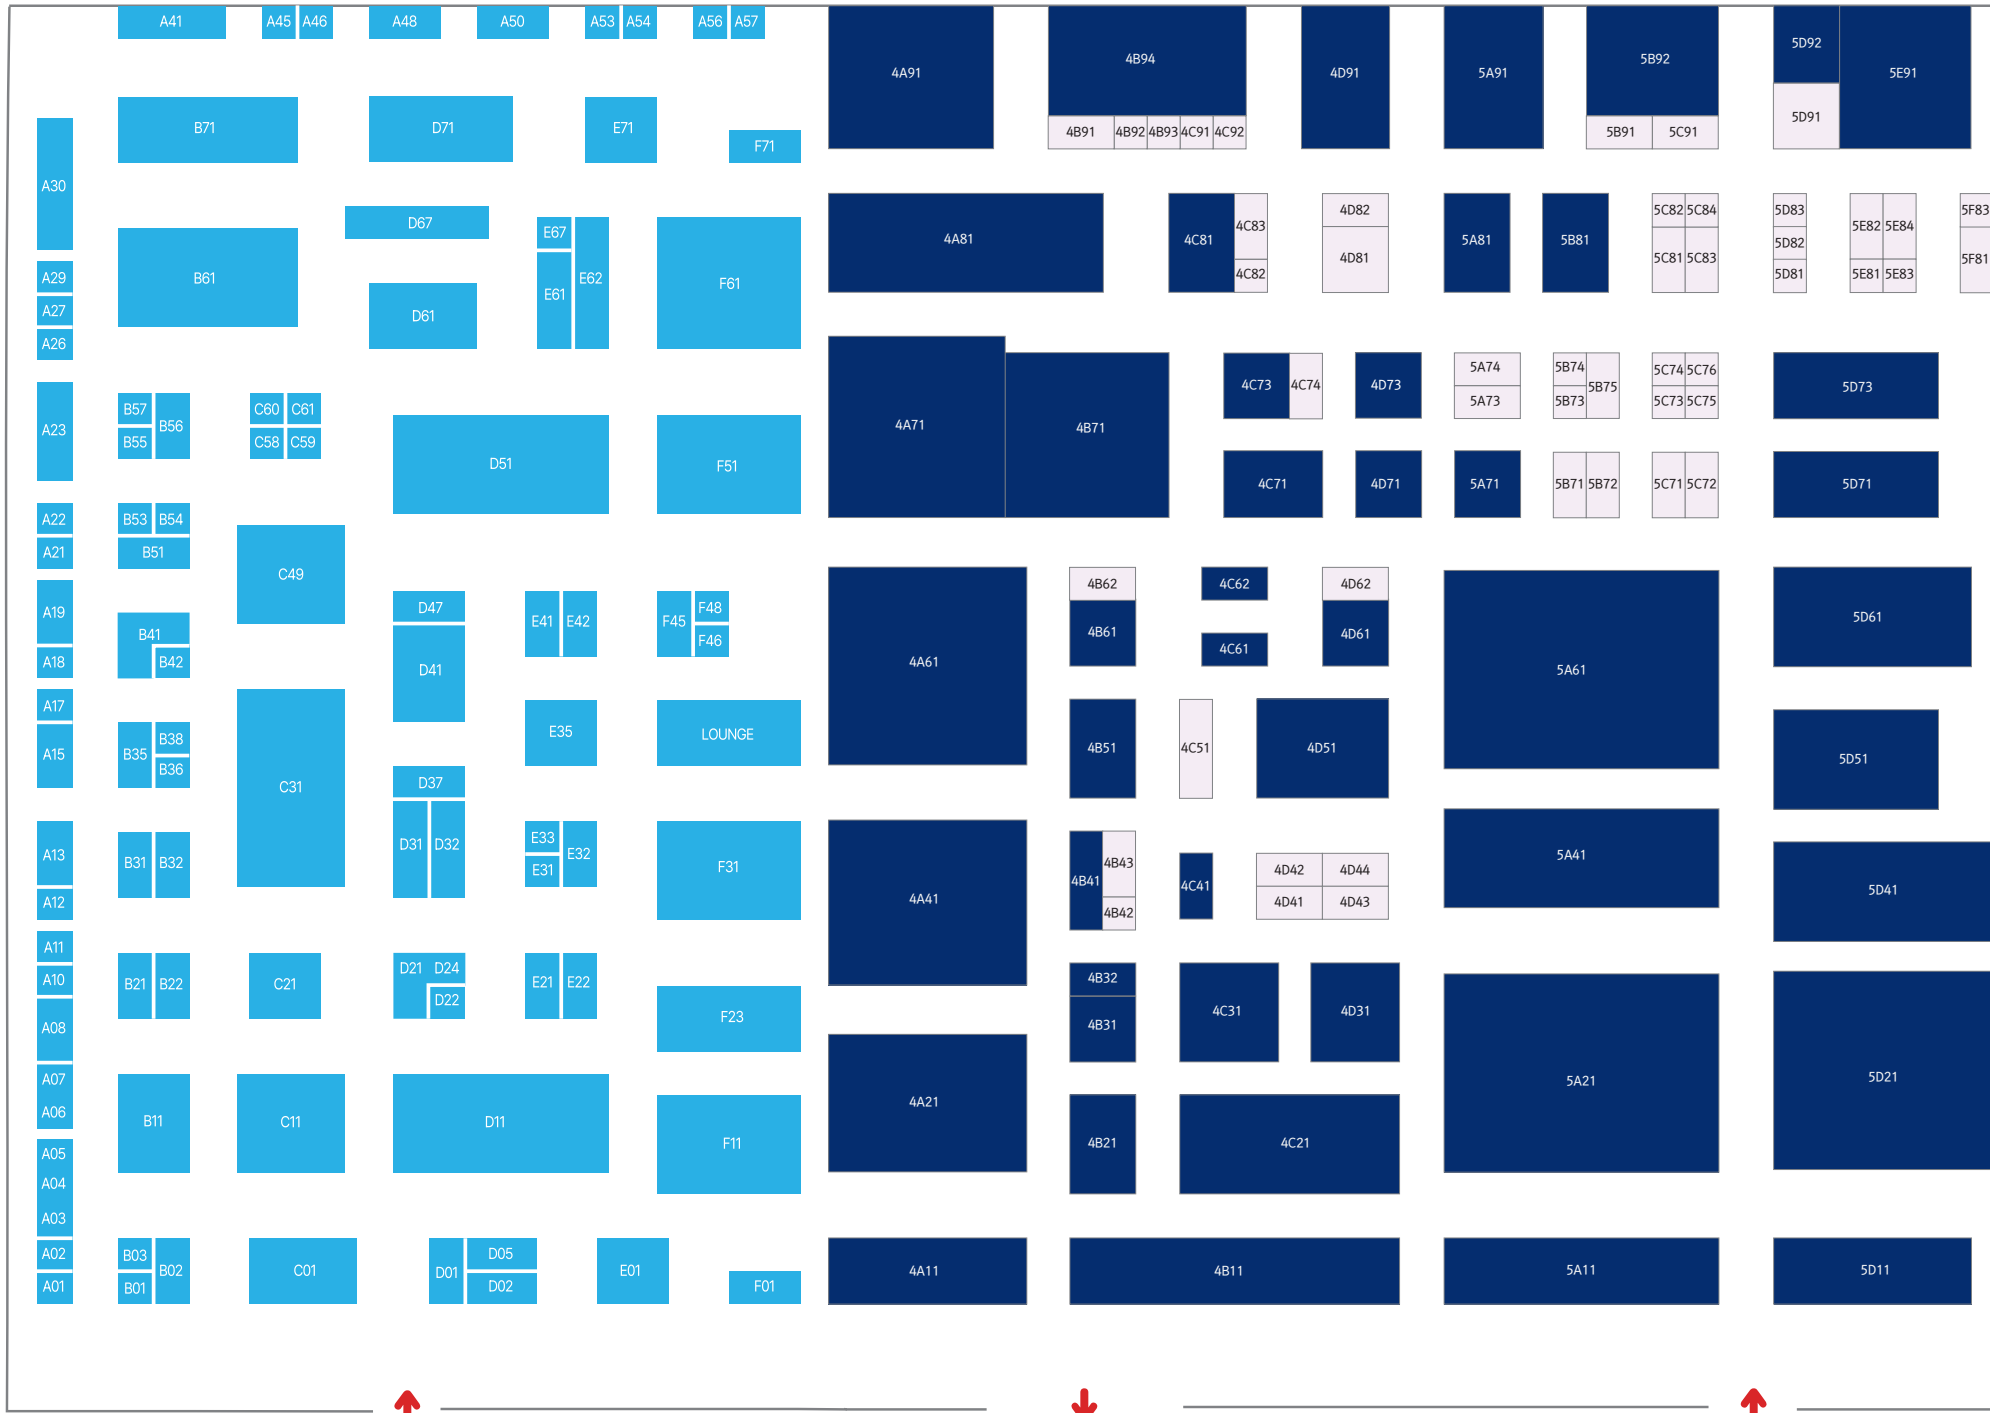 A41 A45 A46 A48 A50 A53 A54 A56 A57
4A91 4B94 4D91 5A91 5B92 5D92 5E91
4B91 4B92 4B93 4C91 4C92 5B91 5C91 5D91
B71 D71 E71 F71
A30
D67 E67 E62 F61
B61 E61 D61
4A81 4C81 4C83 4C82 4D82 4D81 5A81 5B81
5C82 5C84 5C81 5C83 5D83 5D82 5D81
5E82 5E84 5E81 5E83 5F83 5F81
A29
A27
A26
A23
B57 B56 C60 C61
B55 C58 C59
D51 F51
4A71 4B71 4C73 4C74 4D73 5A74 5A73
5B74 5B75 5B73 5C74 5C76 5C73 5C75 5D73
4C71 4D71 5A71 5B71 5B72 5C71 5C72 5D71
A22 B53 B54
A21 B51
C49
A19 B41 D47 E41 E42 F45 F48
A18 B42 D41 F46
4A61 4B62 4B61 4C62 4C61 4D62 4D61 5A61 5D61
A17
A15 B35 B38 B36
C31 E35 LOUNGE
4B51 4C51 4D51 5D51
D37
D31 D32 E33 E32 E31 F31
A13 B31 B32
A12
4A41 4B41 4B43 4B42 4C41 4D42 4D44 4D41 4D43 5A41 5D41
A11
A10 B21 B22 C21 D21 D24 D22 E21 E22
A08 F23
4B32 4B31 4C31 4D31
A07
A06 B11 C11 D11 F11
4A21 4B21 4C21 5A21 5D21
A05
A04
A03
A02 B03 B02 C01 D01 D05 E01
A01 B01 D02 F01
4A11 4B11 5A11 5D11